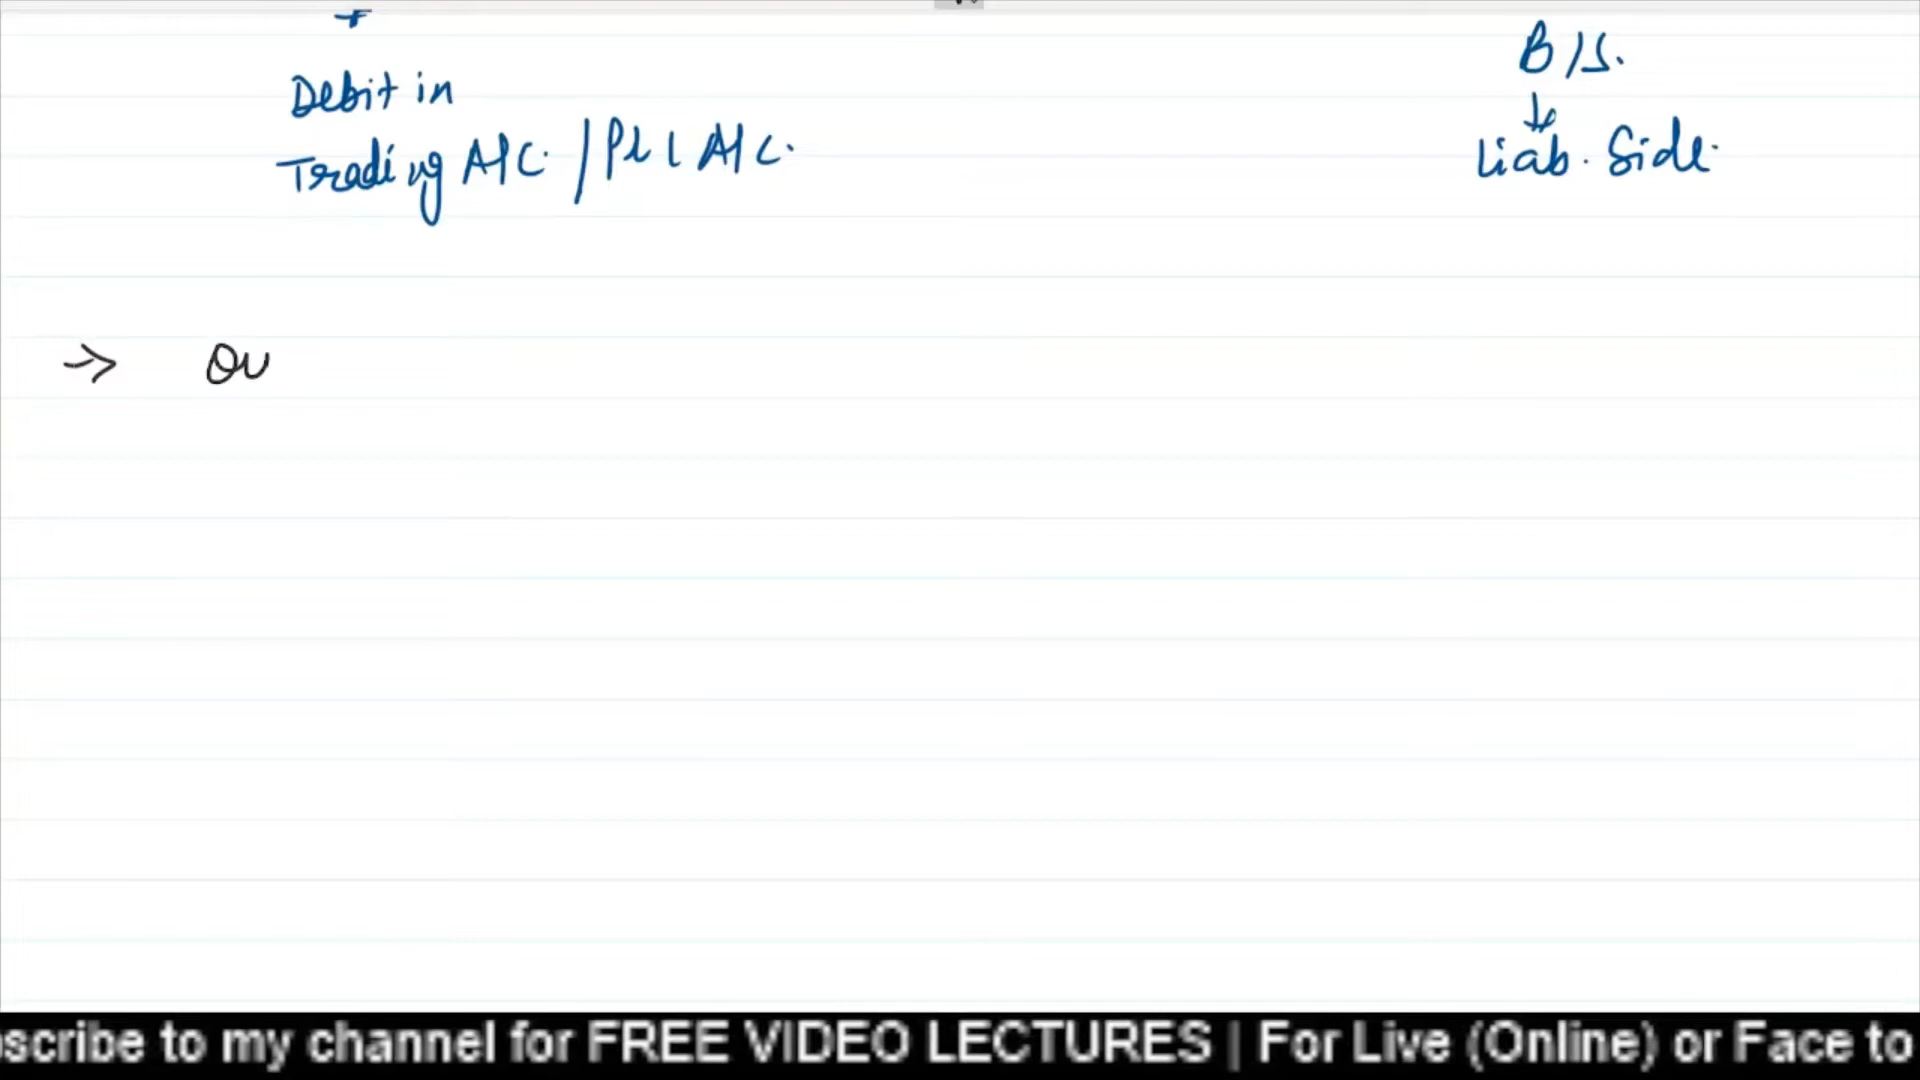 B/S.
Debit in
Trading A/C. / P&L A/C.
Liab. Side.
→ Ou
scribe to my channel for FREE VIDEO LECTURES | For Live (Online) or Face to